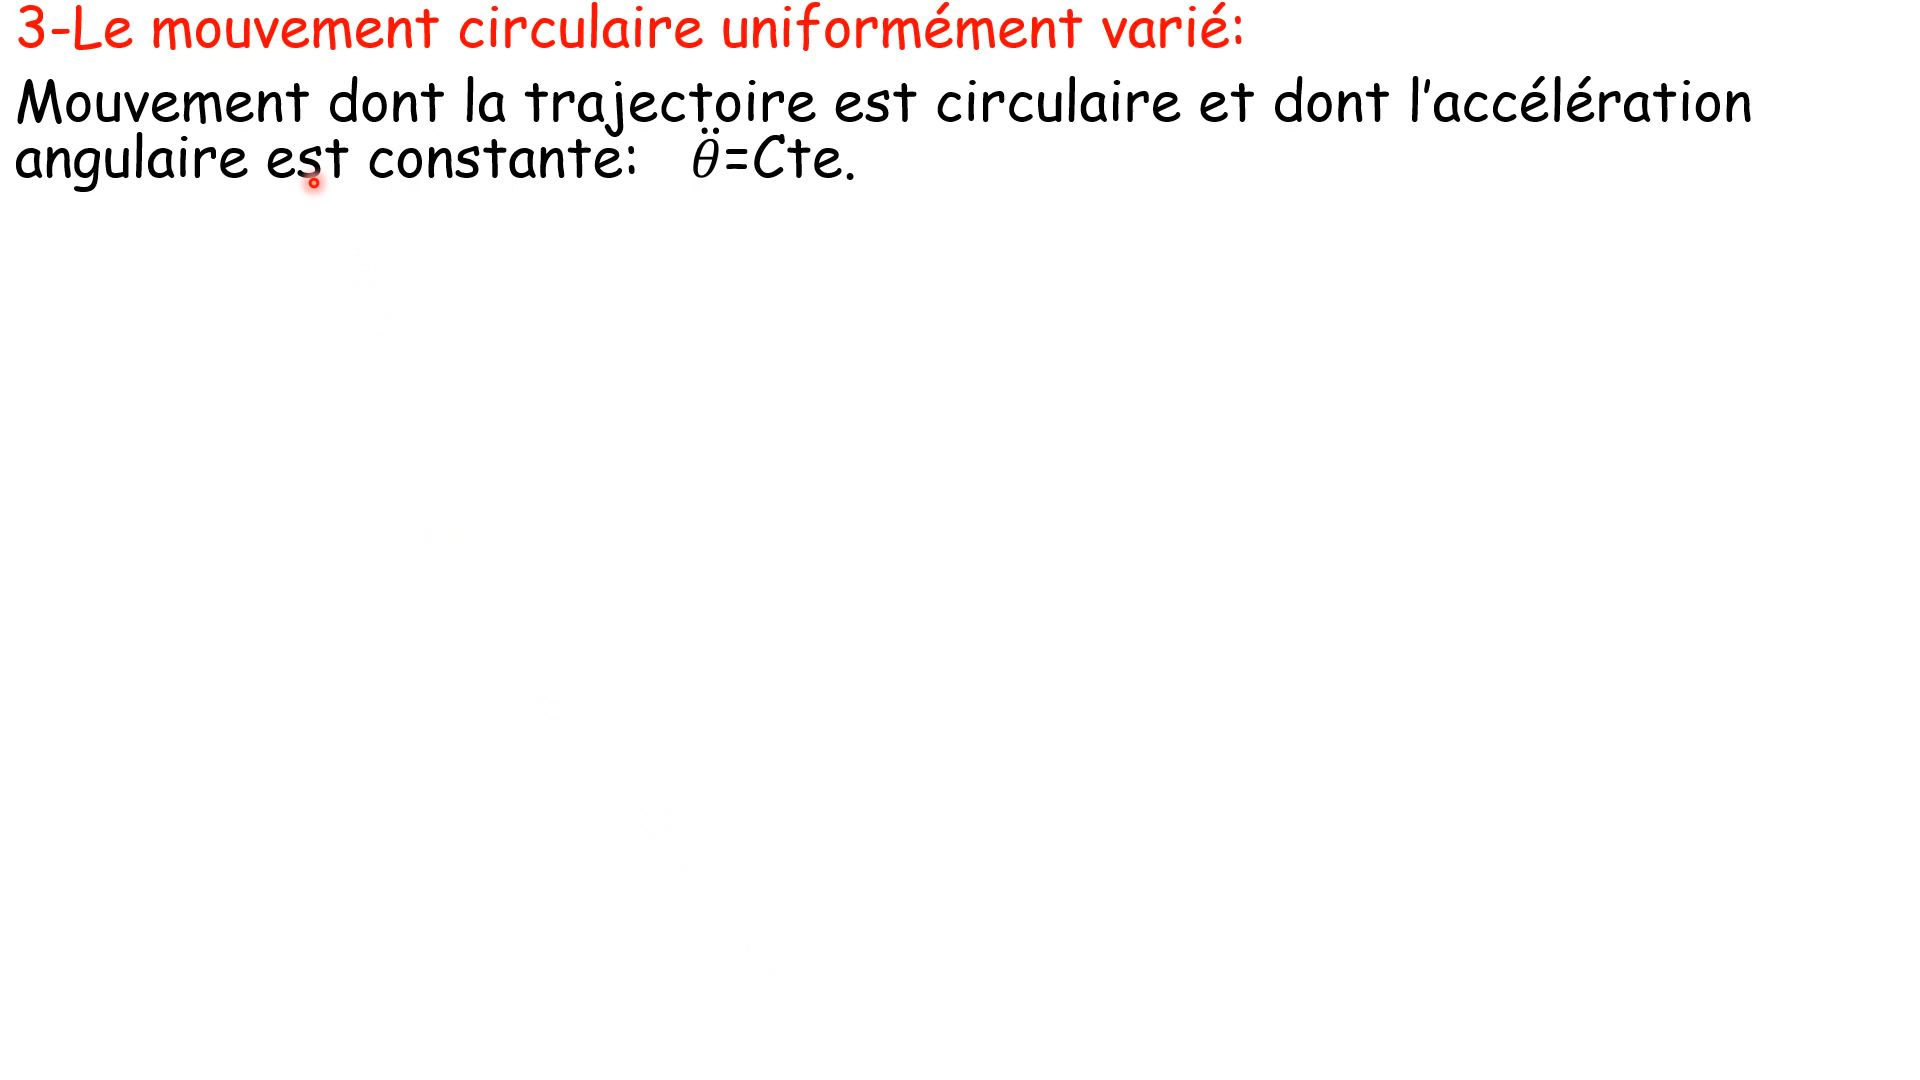 3-Le mouvement circulaire uniformément varié:
Mouvement dont la trajectoire est circulaire et dont l’accélération
angulaire est constante: θ̈=Cte.